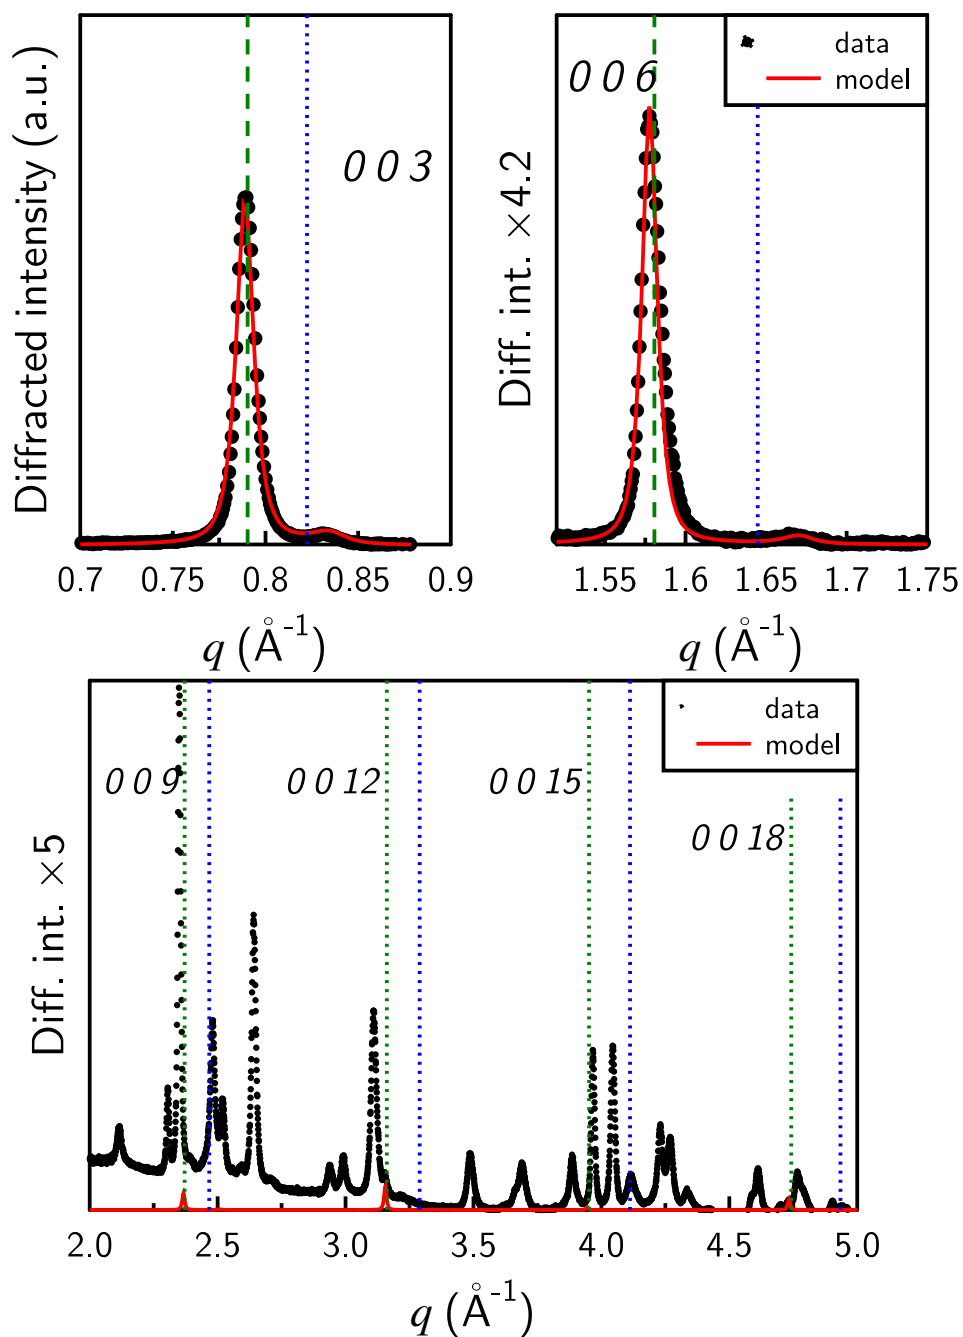 Diffracted intensity (a.u.)
0 0 3
0.7 0.75 0.8 0.85 0.9
q (Å-1)
Diff. int. ×4.2
0 0 6
data
model
1.55 1.6 1.65 1.7 1.75
q (Å-1)
Diff. int. ×5
data
model
0 0 9 0 0 12 0 0 15
0 0 18
2.0 2.5 3.0 3.5 4.0 4.5 5.0
q (Å-1)